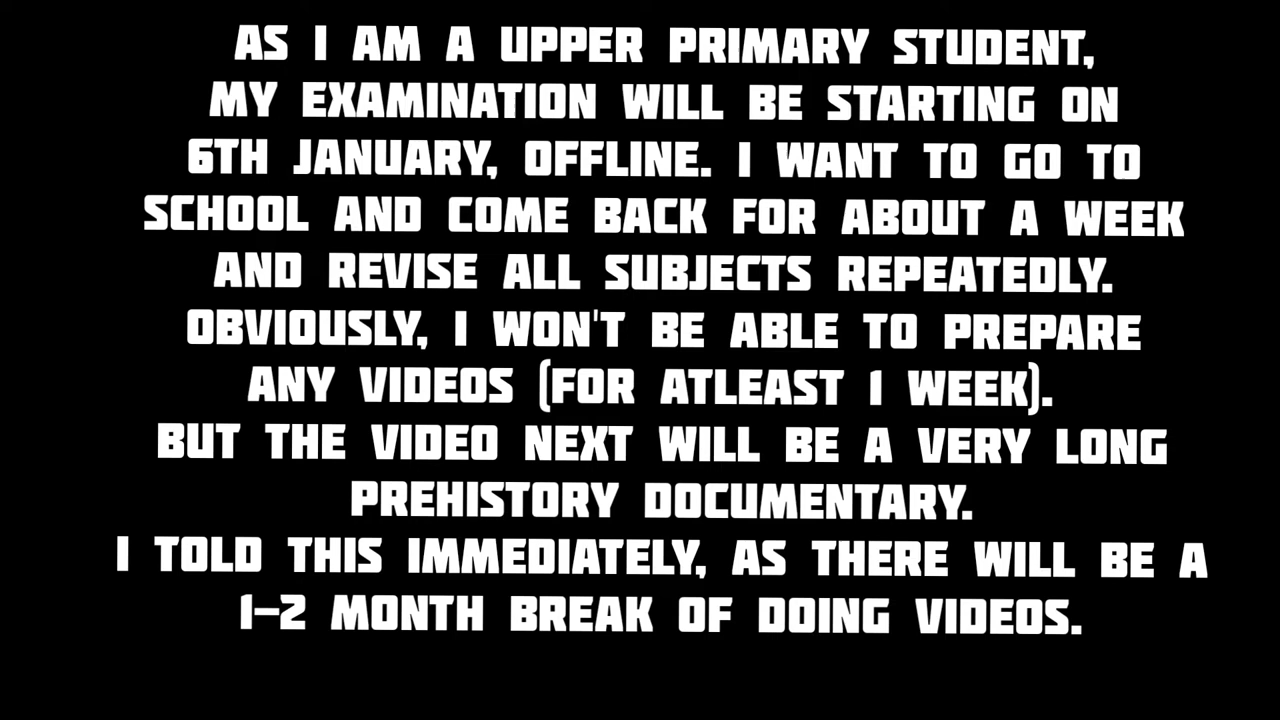 AS I AM A UPPER PRIMARY STUDENT,
MY EXAMINATION WILL BE STARTING ON
6TH JANUARY, OFFLINE. I WANT TO GO TO
SCHOOL AND COME BACK FOR ABOUT A WEEK
AND REVISE ALL SUBJECTS REPEATEDLY.
OBVIOUSLY, I WON'T BE ABLE TO PREPARE
ANY VIDEOS (FOR ATLEAST 1 WEEK).
BUT THE VIDEO NEXT WILL BE A VERY LONG
PREHISTORY DOCUMENTARY.
I TOLD THIS IMMEDIATELY, AS THERE WILL BE A
1-2 MONTH BREAK OF DOING VIDEOS.